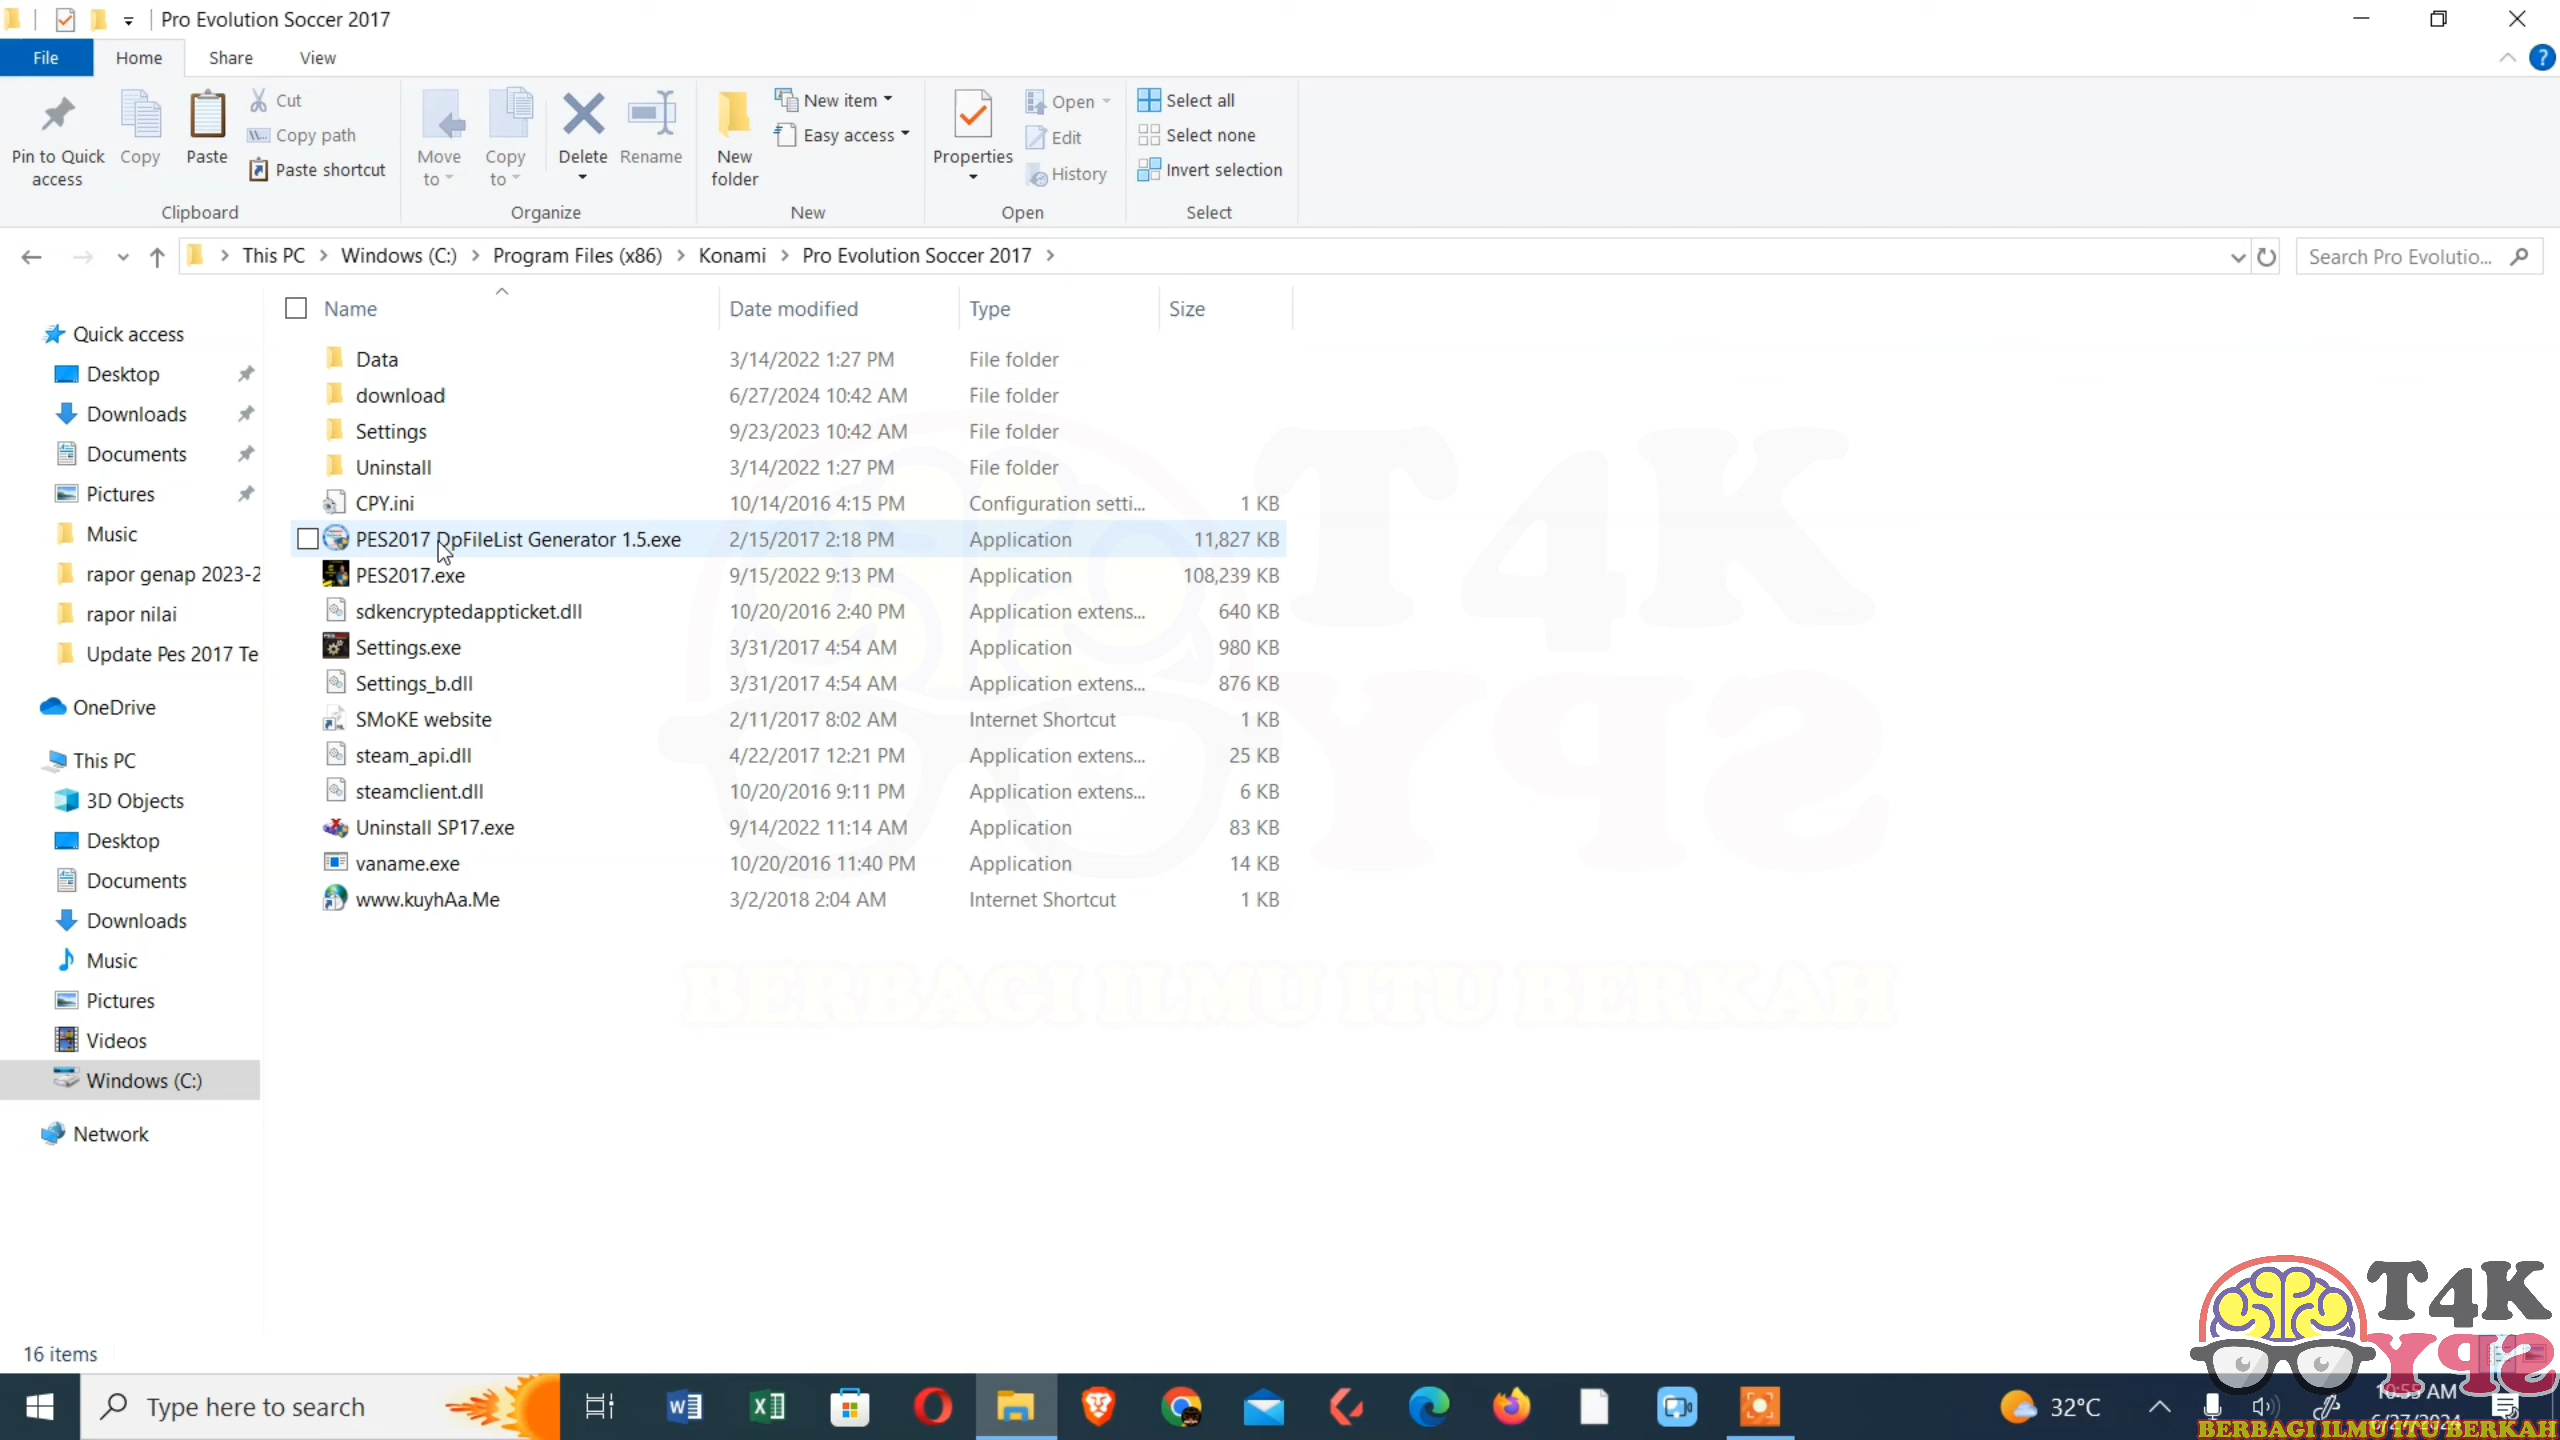 Pro Evolution Soccer 2017
File Home Share View
Pin to Quick access
Copy
Paste
Cut
Copy path
Paste shortcut
Clipboard
Move to
Copy to
Delete
Rename
Organize
New folder
New item
Easy access
New
Properties
Open
Edit
History
Open
Select all
Select none
Invert selection
Select
This PC > Windows (C:) > Program Files (x86) > Konami > Pro Evolution Soccer 2017 >
Search Pro Evolutio...
Name Date modified Type Size
Data 3/14/2022 1:27 PM File folder
download 6/27/2024 10:42 AM File folder
Settings 9/23/2023 10:42 AM File folder
Uninstall 3/14/2022 1:27 PM File folder
CPY.ini 10/14/2016 4:15 PM Configuration setti... 1 KB
PES2017 DpFileList Generator 1.5.exe 2/15/2017 2:18 PM Application 11,827 KB
PES2017.exe 9/15/2022 9:13 PM Application 108,239 KB
sdkencryptedappticket.dll 10/20/2016 2:40 PM Application extens... 640 KB
Settings.exe 3/31/2017 4:54 AM Application 980 KB
Settings_b.dll 3/31/2017 4:54 AM Application extens... 876 KB
SMoKE website 2/11/2017 8:02 AM Internet Shortcut 1 KB
steam_api.dll 4/22/2017 12:21 PM Application extens... 25 KB
steamclient.dll 10/20/2016 9:11 PM Application extens... 6 KB
Uninstall SP17.exe 9/14/2022 11:14 AM Application 83 KB
vaname.exe 10/20/2016 11:40 PM Application 14 KB
www.kuyhAa.Me 3/2/2018 2:04 AM Internet Shortcut 1 KB
Quick access
Desktop
Downloads
Documents
Pictures
Music
rapor genap 2023-2
rapor nilai
Update Pes 2017 Te
OneDrive
This PC
3D Objects
Desktop
Documents
Downloads
Music
Pictures
Videos
Windows (C:)
Network
T4K
YPS
BERBAGI ILMU ITU BERKAH
16 items
T4K
YPS
BERBAGI ILMU ITU BERKAH
Type here to search
32°C
10:55 AM
6/27/2024